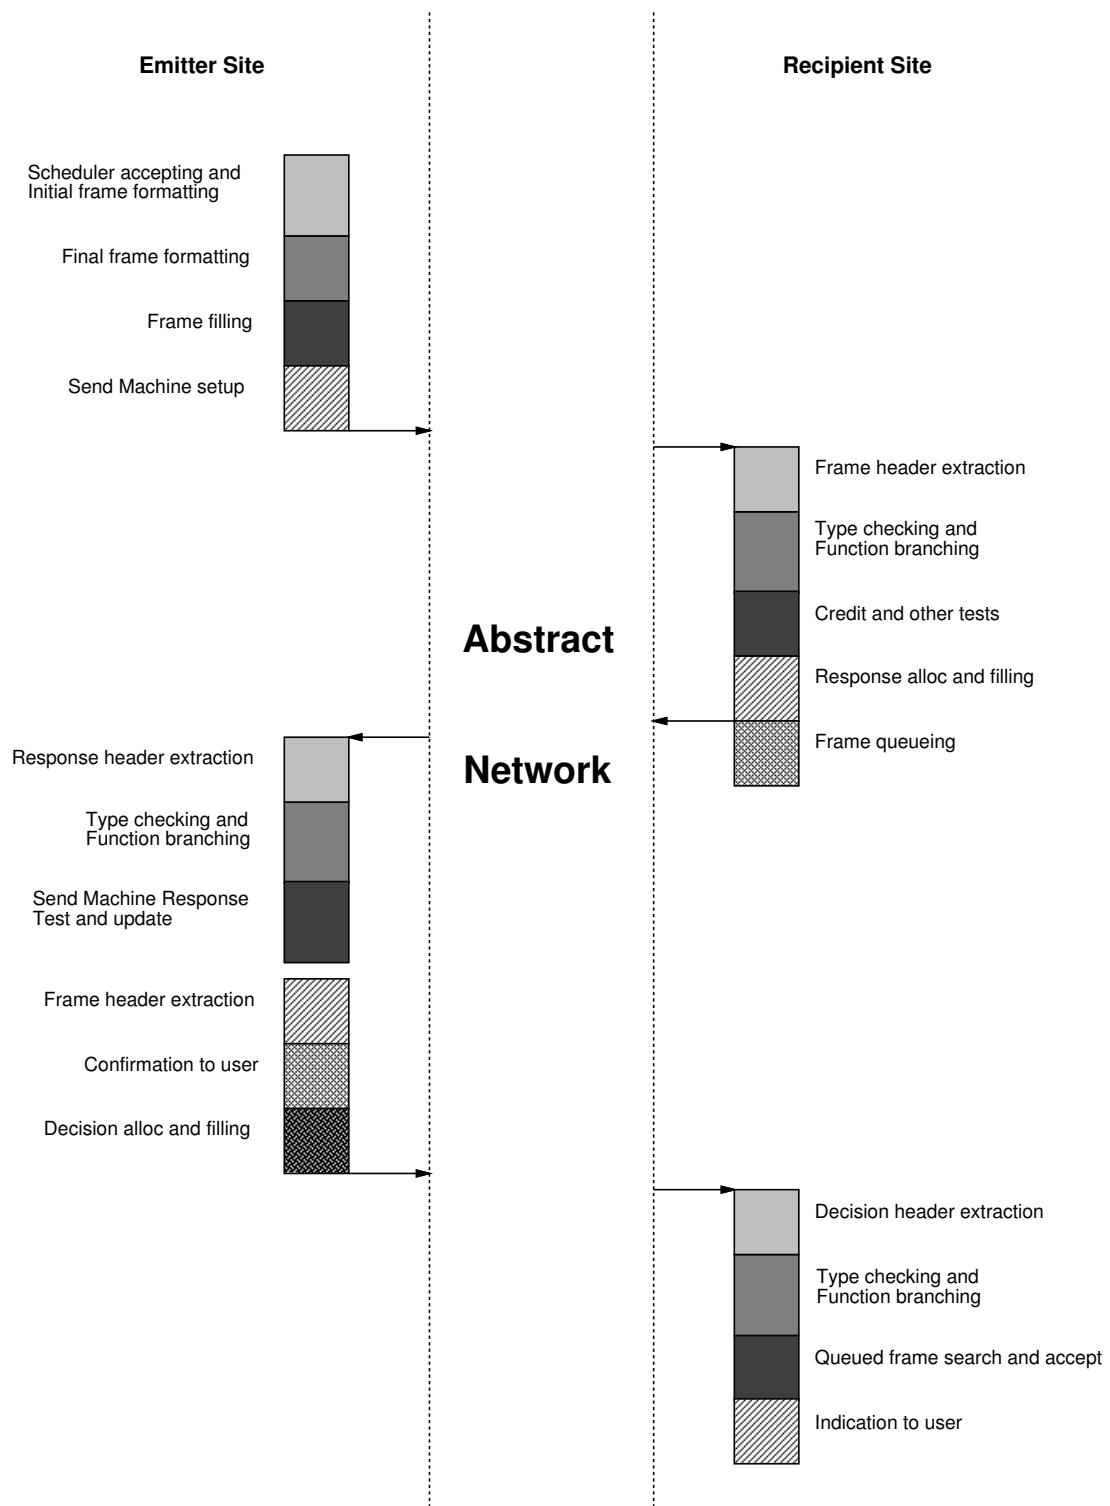 Emitter Site
Recipient Site
Scheduler accepting and
Initial frame formatting
Final frame formatting
Frame filling
Send Machine setup
Frame header extraction
Type checking and
Function branching
Credit and other tests
Response alloc and filling
Frame queueing
Abstract
Network
Response header extraction
Type checking and
Function branching
Send Machine Response
Test and update
Frame header extraction
Confirmation to user
Decision alloc and filling
Decision header extraction
Type checking and
Function branching
Queued frame search and accept
Indication to user